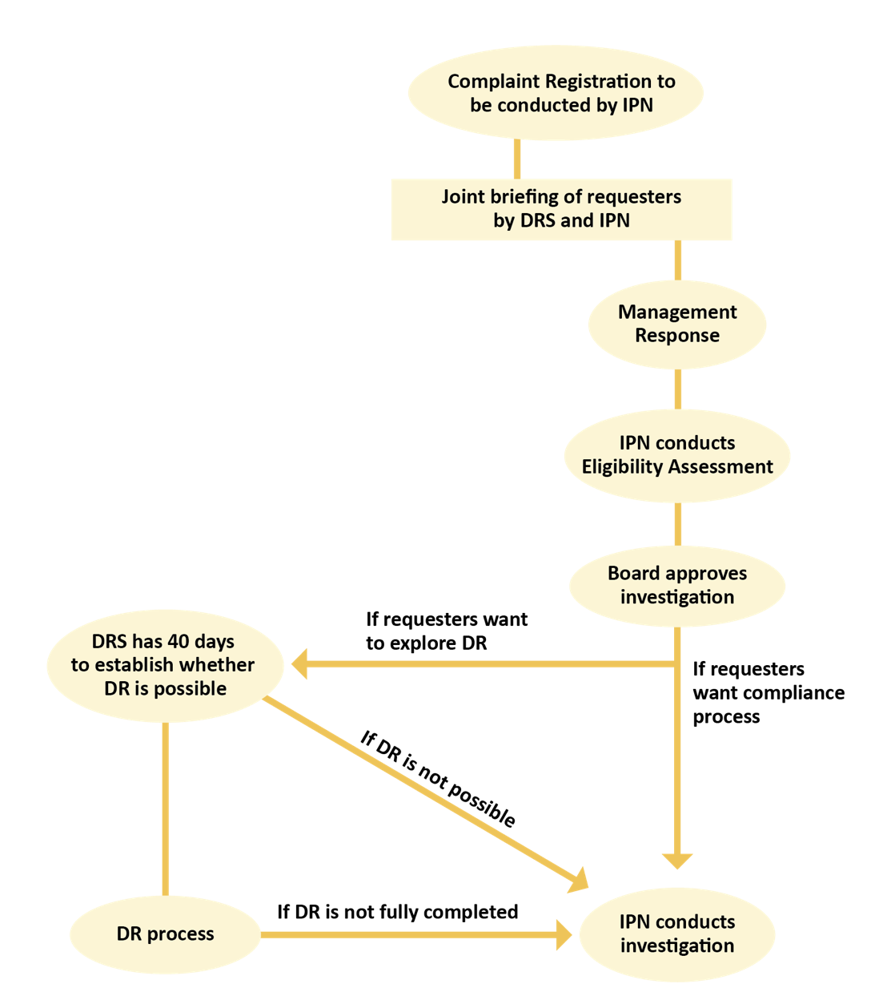 Complaint Registration to
be conducted by IPN
Joint briefing of requesters
by DRS and IPN
Management
Response
IPN conducts
Eligibility Assessment
Board approves
investigation
If requesters want
to explore DR
DRS has 40 days
to establish whether
DR is possible
If requesters
want compliance
process
If DR is not possible
If DR is not fully completed
DR process
IPN conducts
investigation